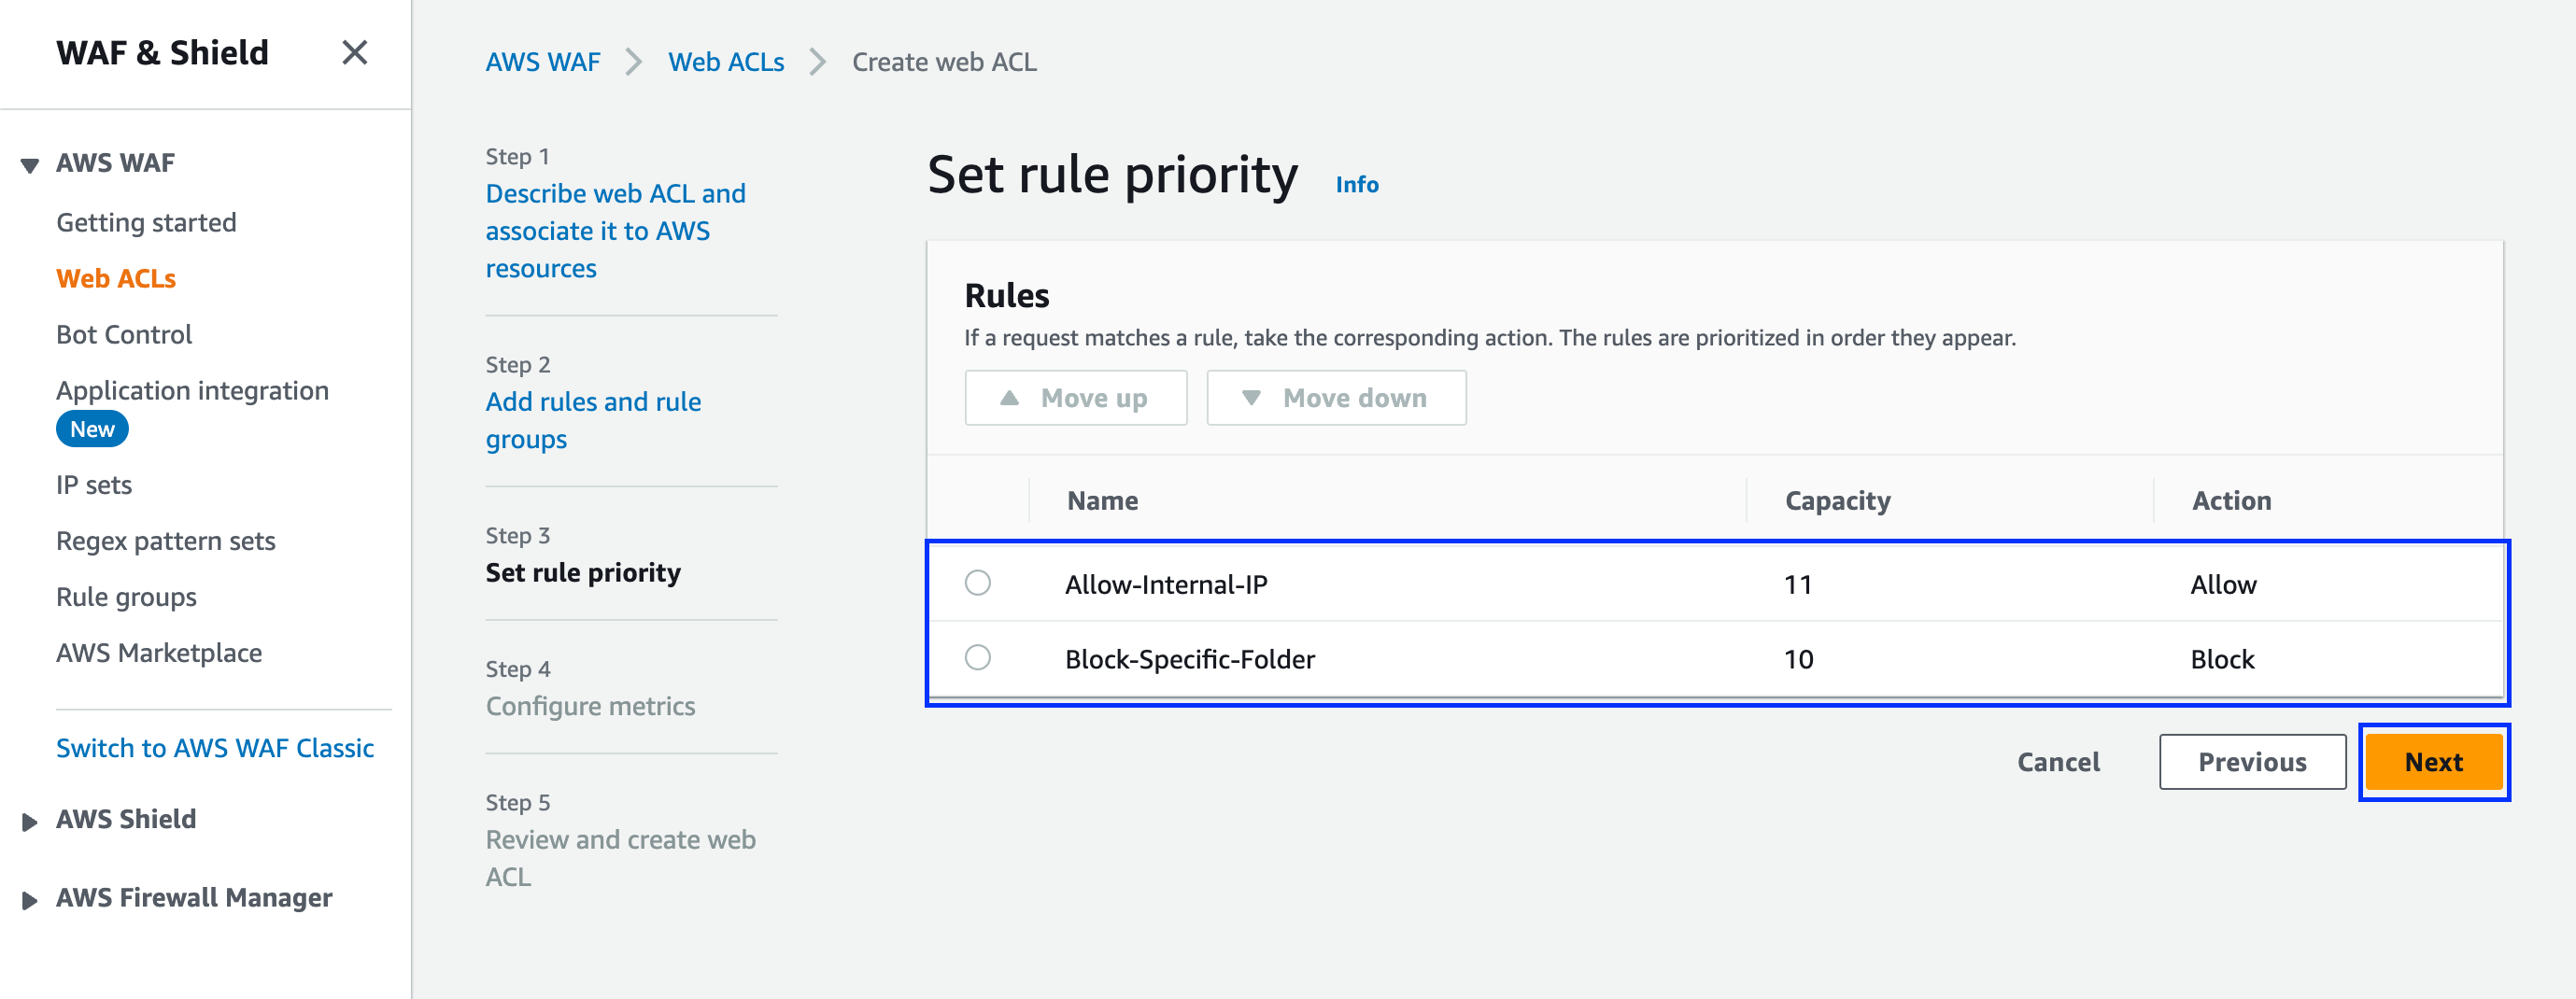 WAF & Shield
AWS WAF
Getting started
Web ACLs
Bot Control
Application integration
New
IP sets
Regex pattern sets
Rule groups
AWS Marketplace
Switch to AWS WAF Classic
AWS Shield
AWS Firewall Manager
AWS WAF Web ACLs Create web ACL
Step 1
Describe web ACL and
associate it to AWS
resources
Step 2
Add rules and rule
groups
Step 3
Set rule priority
Step 4
Configure metrics
Step 5
Review and create web
ACL
Set rule priority Info
Rules
If a request matches a rule, take the corresponding action. The rules are prioritized in order they appear.
Move up Move down
Name Capacity Action
Allow-Internal-IP 11 Allow
Block-Specific-Folder 10 Block
Cancel Previous Next